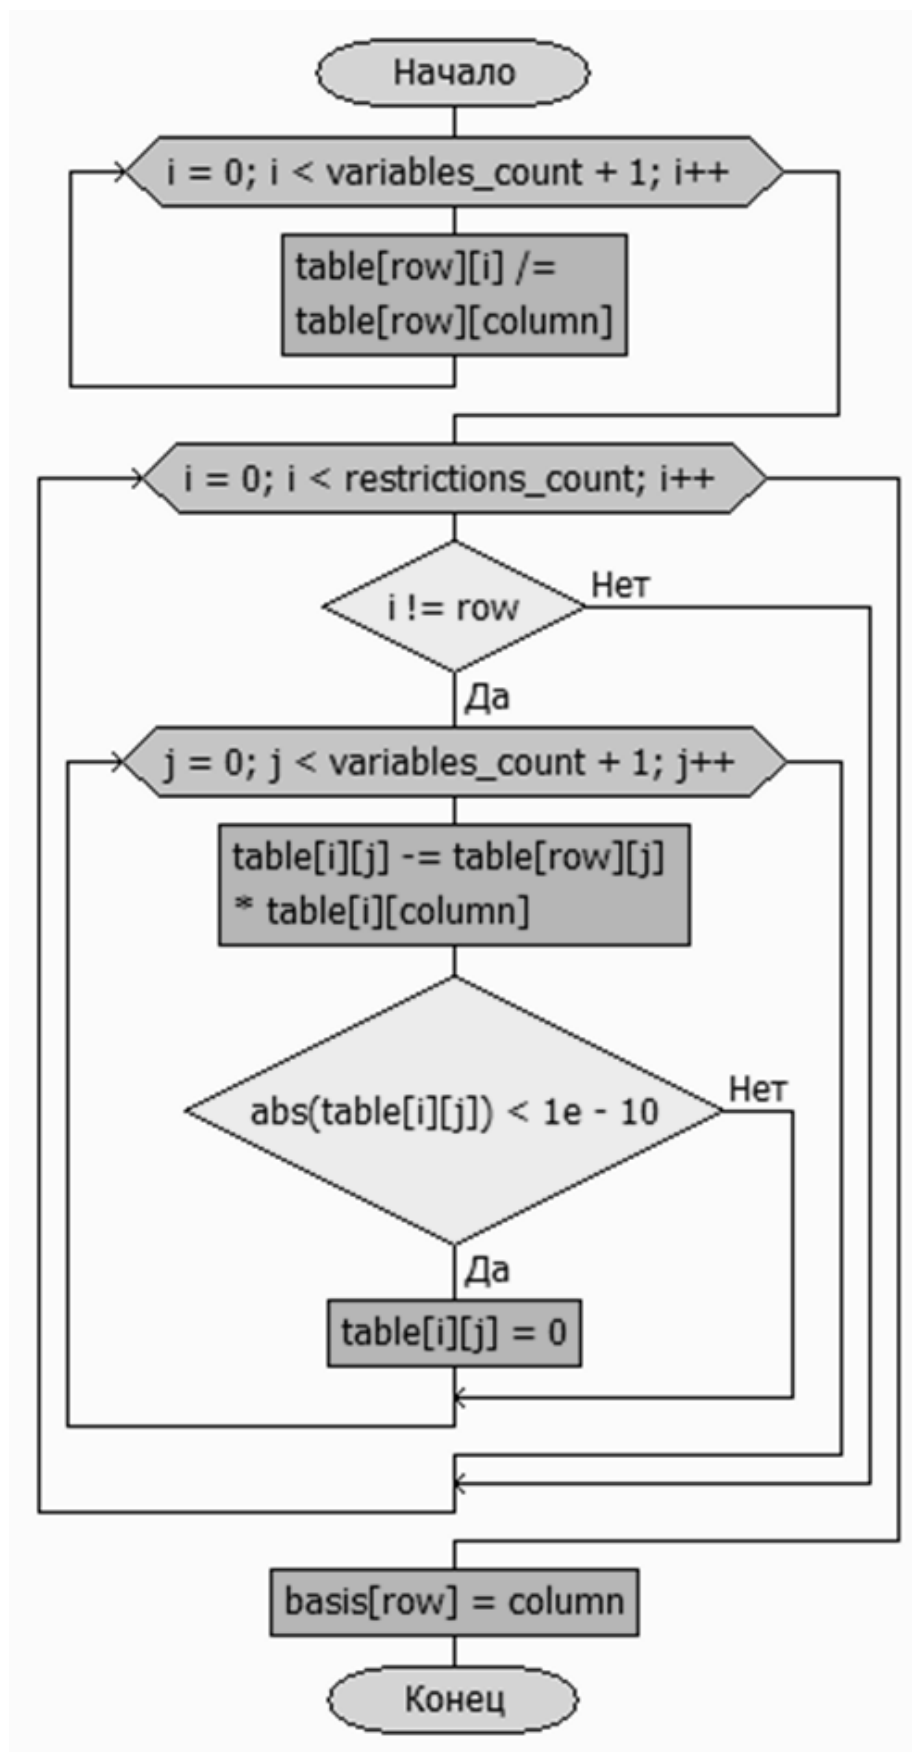 Начало
i = 0; i < variables_count + 1; i++
table[row][i] /=
table[row][column]
i = 0; i < restrictions_count; i++
i != row
Нет
Да
j = 0; j < variables_count + 1; j++
table[i][j] -= table[row][j]
* table[i][column]
abs(table[i][j]) < 1e - 10
Нет
Да
table[i][j] = 0
basis[row] = column
Конец